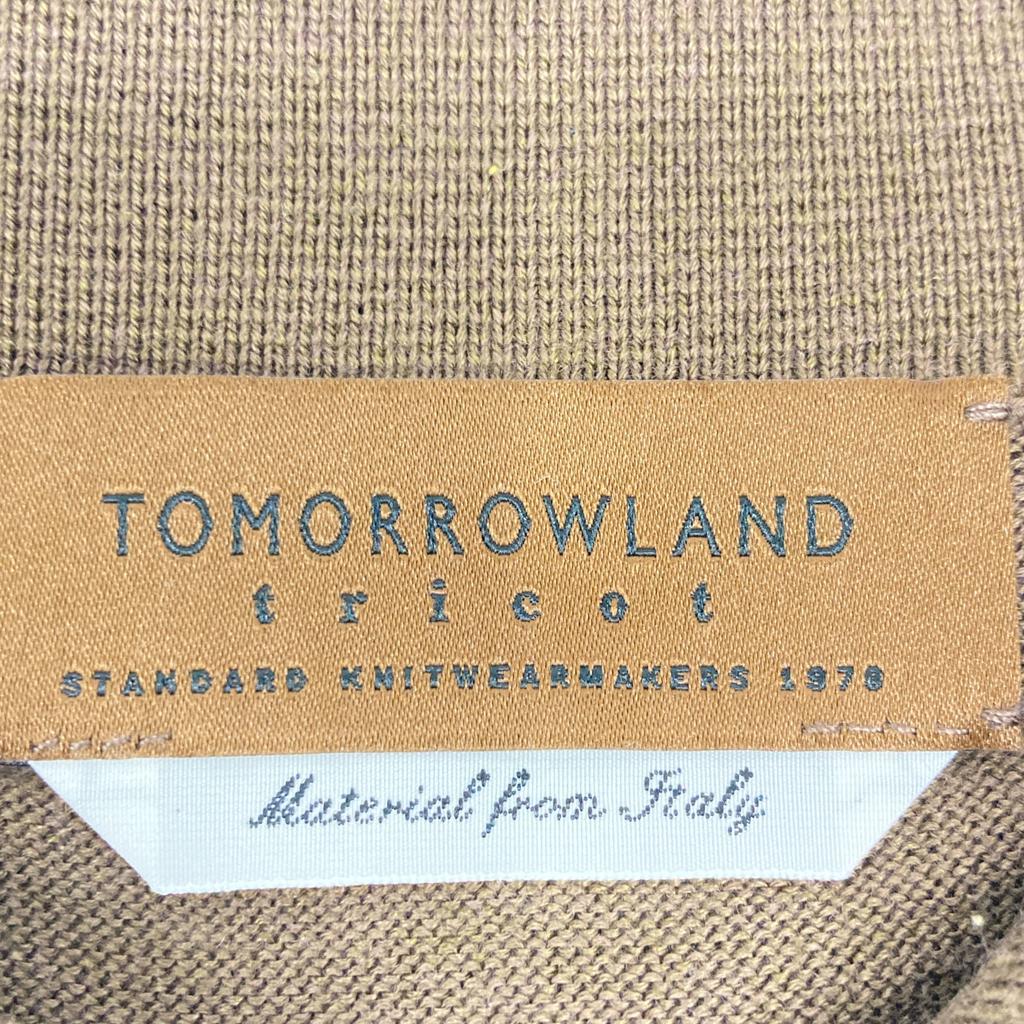 TOMORROWLAND
tricot
STANDARD KNITWEARMAKERS 1978
Material from Italy